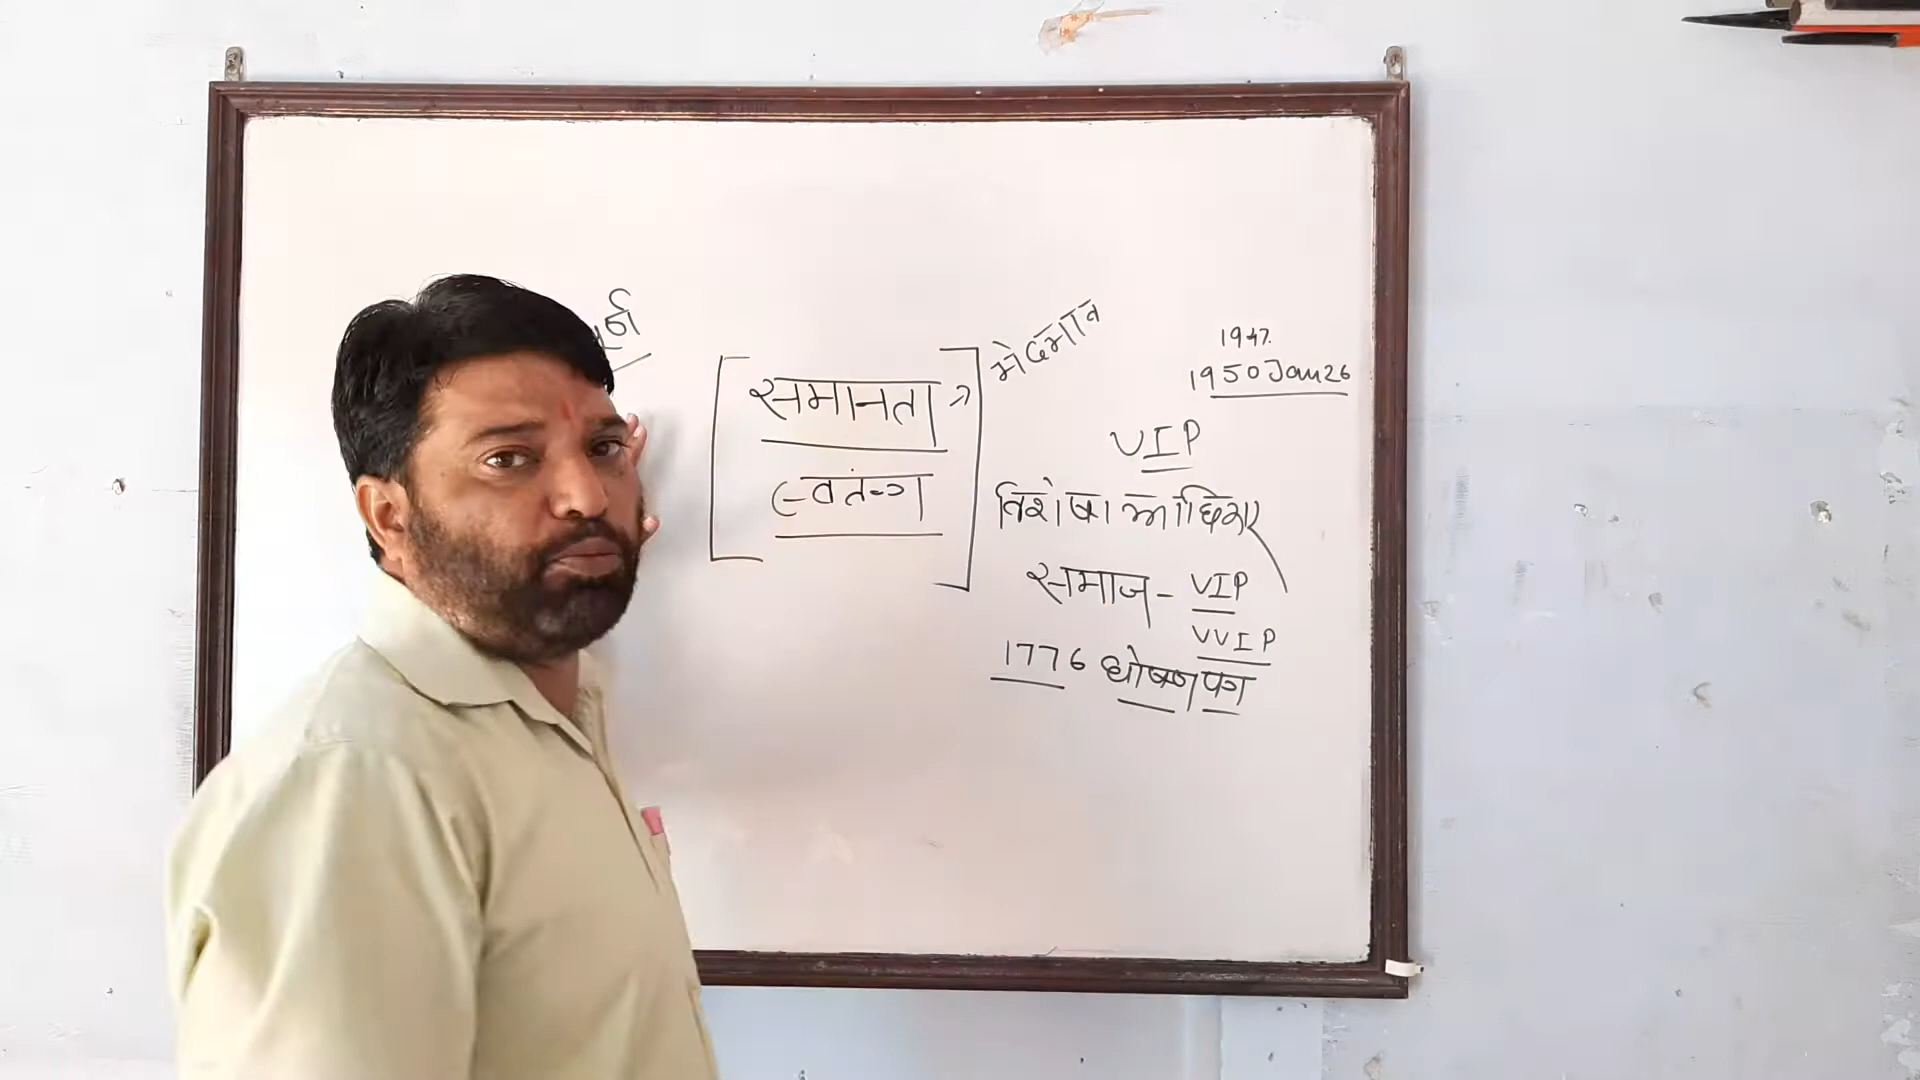 समानता
स्वतंत्रता
भेदभाव
1947.
1950 Jan 26
VIP
विशेषाधिकार
समाज - VIP
VVIP
1776 घोषणा पत्र